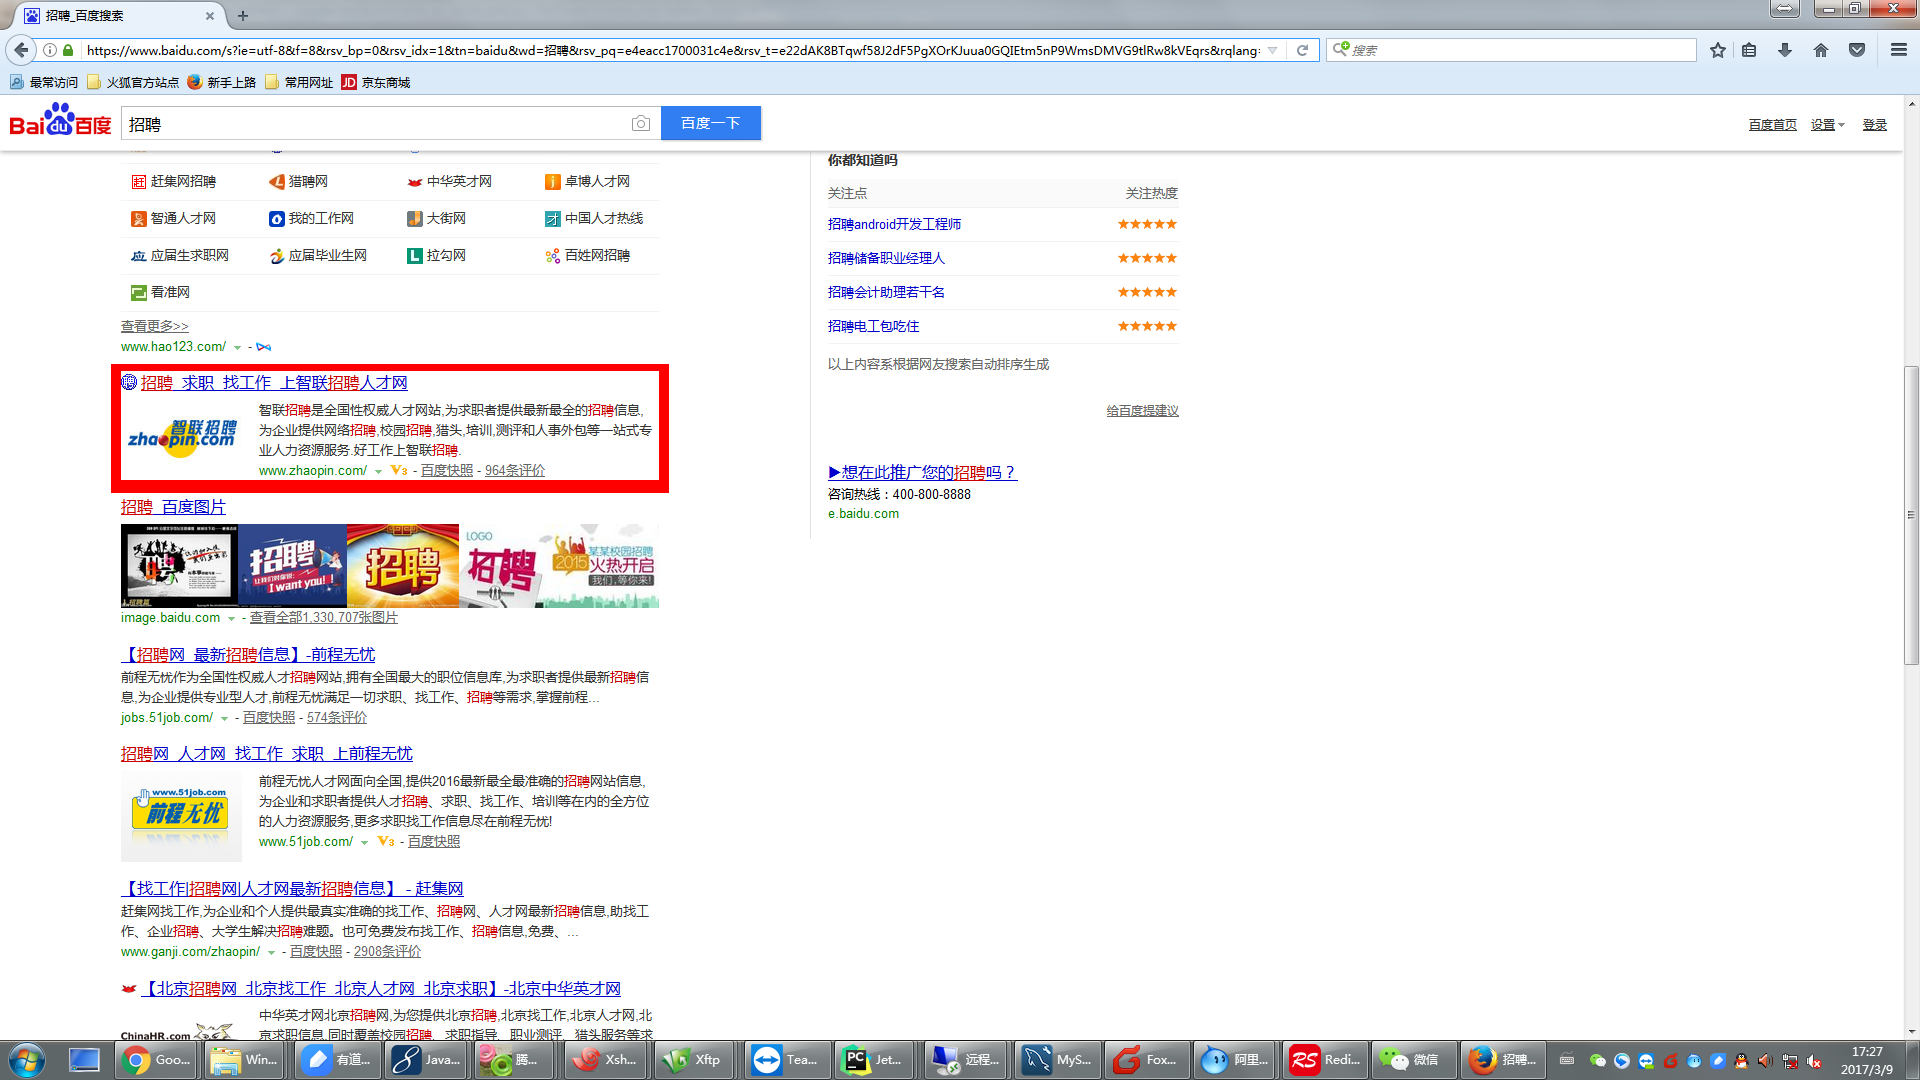 招聘_百度搜索
https://www.baidu.com/s?ie=utf-8&f=8&rsv_bp=0&rsv_idx=1&tn=baidu&wd=招聘&rsv_pq=e4eacc1700031c4e&rsv_t=e22dAK8BTqwf58J2dF5PgXOrKJuua0GQIEtm5nP9WmsDMVG9tlRw8kVEqrs&rqlang=
搜索
最常访问 火狐官方站点 新手上路 常用网址 JD 京东商城
Bai du 百度 招聘 百度一下 百度首页 设置 登录
赶集网招聘 猎聘网 中华英才网 卓博人才网
智通人才网 我的工作网 大街网 中国人才热线
应届生求职网 应届毕业生网 拉勾网 百姓网招聘
看准网
查看更多>>
www.hao123.com/ -
招聘_求职_找工作_上智联招聘人才网
智联招聘
zhaopin.com
智联招聘是全国性权威人才网站,为求职者提供最新最全的招聘信息,
为企业提供网络招聘,校园招聘,猎头,培训,测评和人事外包等一站式专
业人力资源服务.好工作上智联招聘.
www.zhaopin.com/ V3 - 百度快照 - 964条评价
招聘_百度图片
招聘 I want you! !
招聘
LOGO 招聘
2015 某某校园招聘 火热开启 我们,等你来!
image.baidu.com - 查看全部1,330,707张图片
【招聘网_最新招聘信息】-前程无忧
前程无忧作为全国性权威人才招聘网站,拥有全国最大的职位信息库,为求职者提供最新招聘信
息,为企业提供专业型人才,前程无忧满足一切求职、找工作、招聘等需求,掌握前程...
jobs.51job.com/ - 百度快照 - 574条评价
招聘网_人才网_找工作_求职_上前程无忧
www.51job.com
前程无忧
前程无忧人才网面向全国,提供2016最新最全最准确的招聘网站信息,
为企业和求职者提供人才招聘、求职、找工作、培训等在内的全方位
的人力资源服务,更多求职找工作信息尽在前程无忧!
www.51job.com/ V3 - 百度快照
【找工作|招聘网|人才网最新招聘信息】 - 赶集网
赶集网找工作,为企业和个人提供最真实准确的找工作、招聘网、人才网最新招聘信息,助找工
作、企业招聘、大学生解决招聘难题。也可免费发布找工作、招聘信息,免费、...
www.ganji.com/zhaopin/ - 百度快照 - 2908条评价
【北京招聘网_北京找工作_北京人才网_北京求职】-北京中华英才网
ChinaHR.com
中华英才网北京招聘网,为您提供北京招聘,北京找工作,北京人才网,北
京求职信息,同时覆盖校园招聘、求职指导、职业测评、猎头服务等求
你都知道吗
关注点 关注热度
招聘android开发工程师 ★★★★★
招聘储备职业经理人 ★★★★★
招聘会计助理若干名 ★★★★★
招聘电工包吃住 ★★★★★
以上内容系根据网友搜索自动排序生成
给百度提建议
▶想在此推广您的招聘吗？
咨询热线：400-800-8888
e.baidu.com
Goo... Win... 有道... Java... 腾... Xsh... Xftp Tea... Jet... 远程... MyS... Fox... 阿里... Redi... 微信 招聘... 17:27
2017/3/9